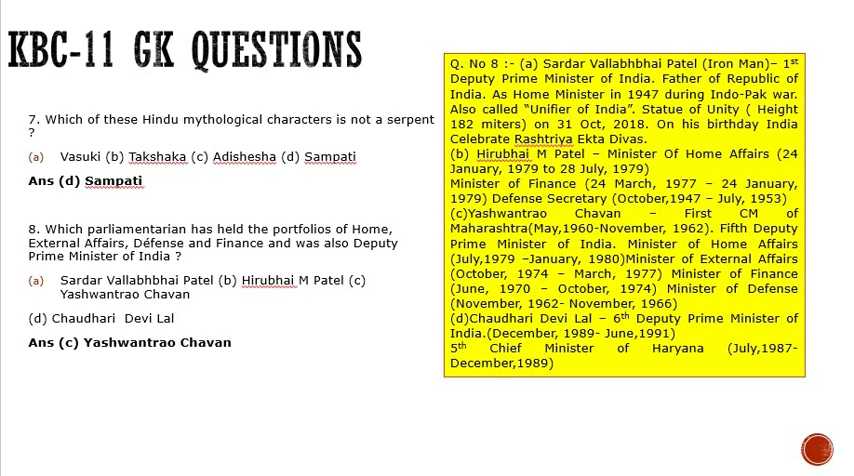 KBC-11 GK QUESTIONS
7. Which of these Hindu mythological characters is not a serpent
?
(a) Vasuki (b) Takshaka (c) Adishesha (d) Sampati
Ans (d) Sampati
8. Which parliamentarian has held the portfolios of Home,
External Affairs, Défense and Finance and was also Deputy
Prime Minister of India ?
(a) Sardar Vallabhbhai Patel (b) Hirubhai M Patel (c)
Yashwantrao Chavan
(d) Chaudhari Devi Lal
Ans (c) Yashwantrao Chavan
Q. No 8 :- (a) Sardar Vallabhbhai Patel (Iron Man)– 1st
Deputy Prime Minister of India. Father of Republic of
India. As Home Minister in 1947 during Indo-Pak war.
Also called “Unifier of India”. Statue of Unity ( Height
182 miters) on 31 Oct, 2018. On his birthday India
Celebrate Rashtriya Ekta Divas.
(b) Hirubhai M Patel – Minister Of Home Affairs (24
January, 1979 to 28 July, 1979)
Minister of Finance (24 March, 1977 – 24 January,
1979) Defense Secretary (October,1947 – July, 1953)
(c)Yashwantrao Chavan – First CM of
Maharashtra(May,1960-November, 1962). Fifth Deputy
Prime Minister of India. Minister of Home Affairs
(July,1979 –January, 1980)Minister of External Affairs
(October, 1974 – March, 1977) Minister of Finance
(June, 1970 – October, 1974) Minister of Defense
(November, 1962- November, 1966)
(d)Chaudhari Devi Lal – 6th Deputy Prime Minister of
India.(December, 1989- June,1991)
5th Chief Minister of Haryana (July,1987-
December,1989)